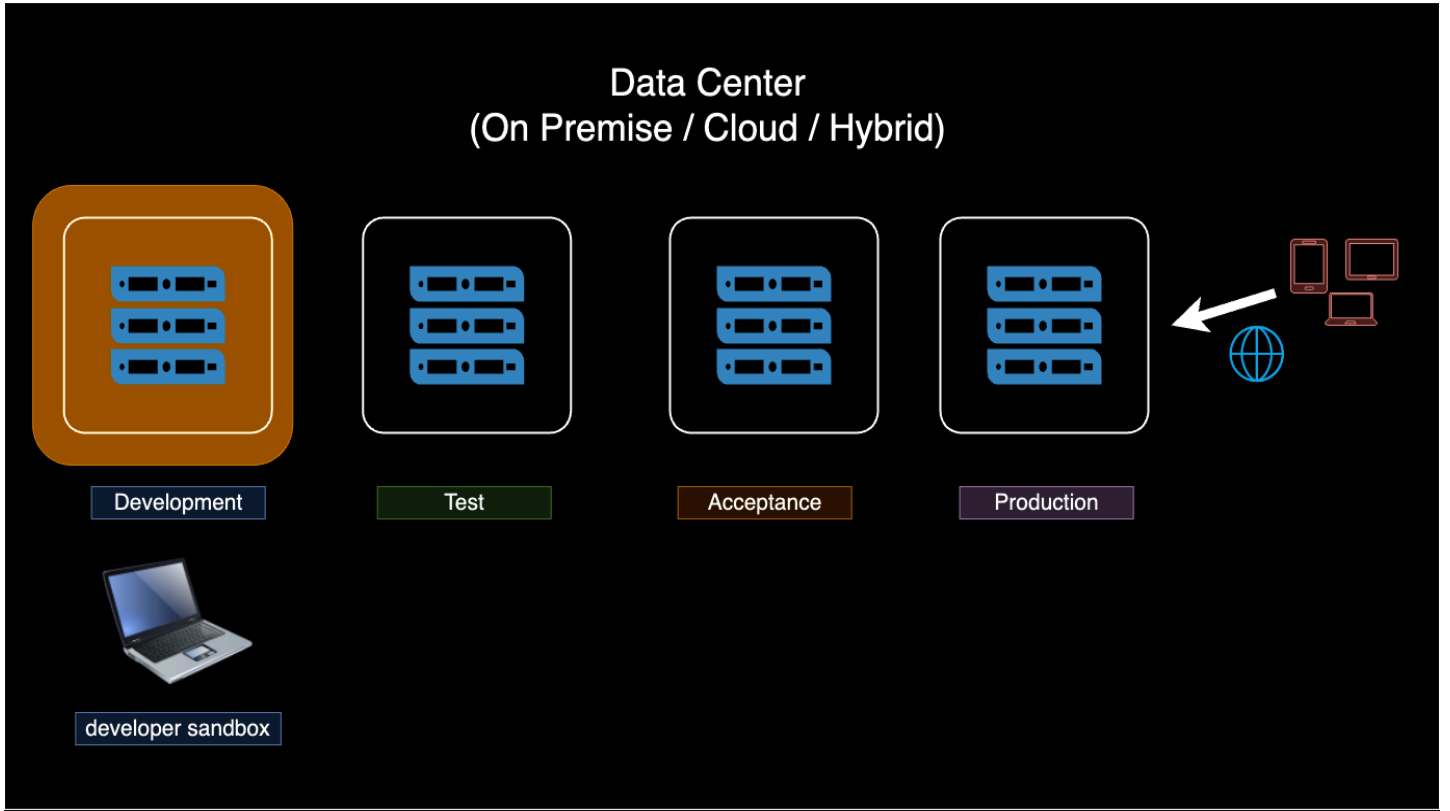 Data Center
(On Premise / Cloud / Hybrid)
Development
Test
Acceptance
Production
developer sandbox